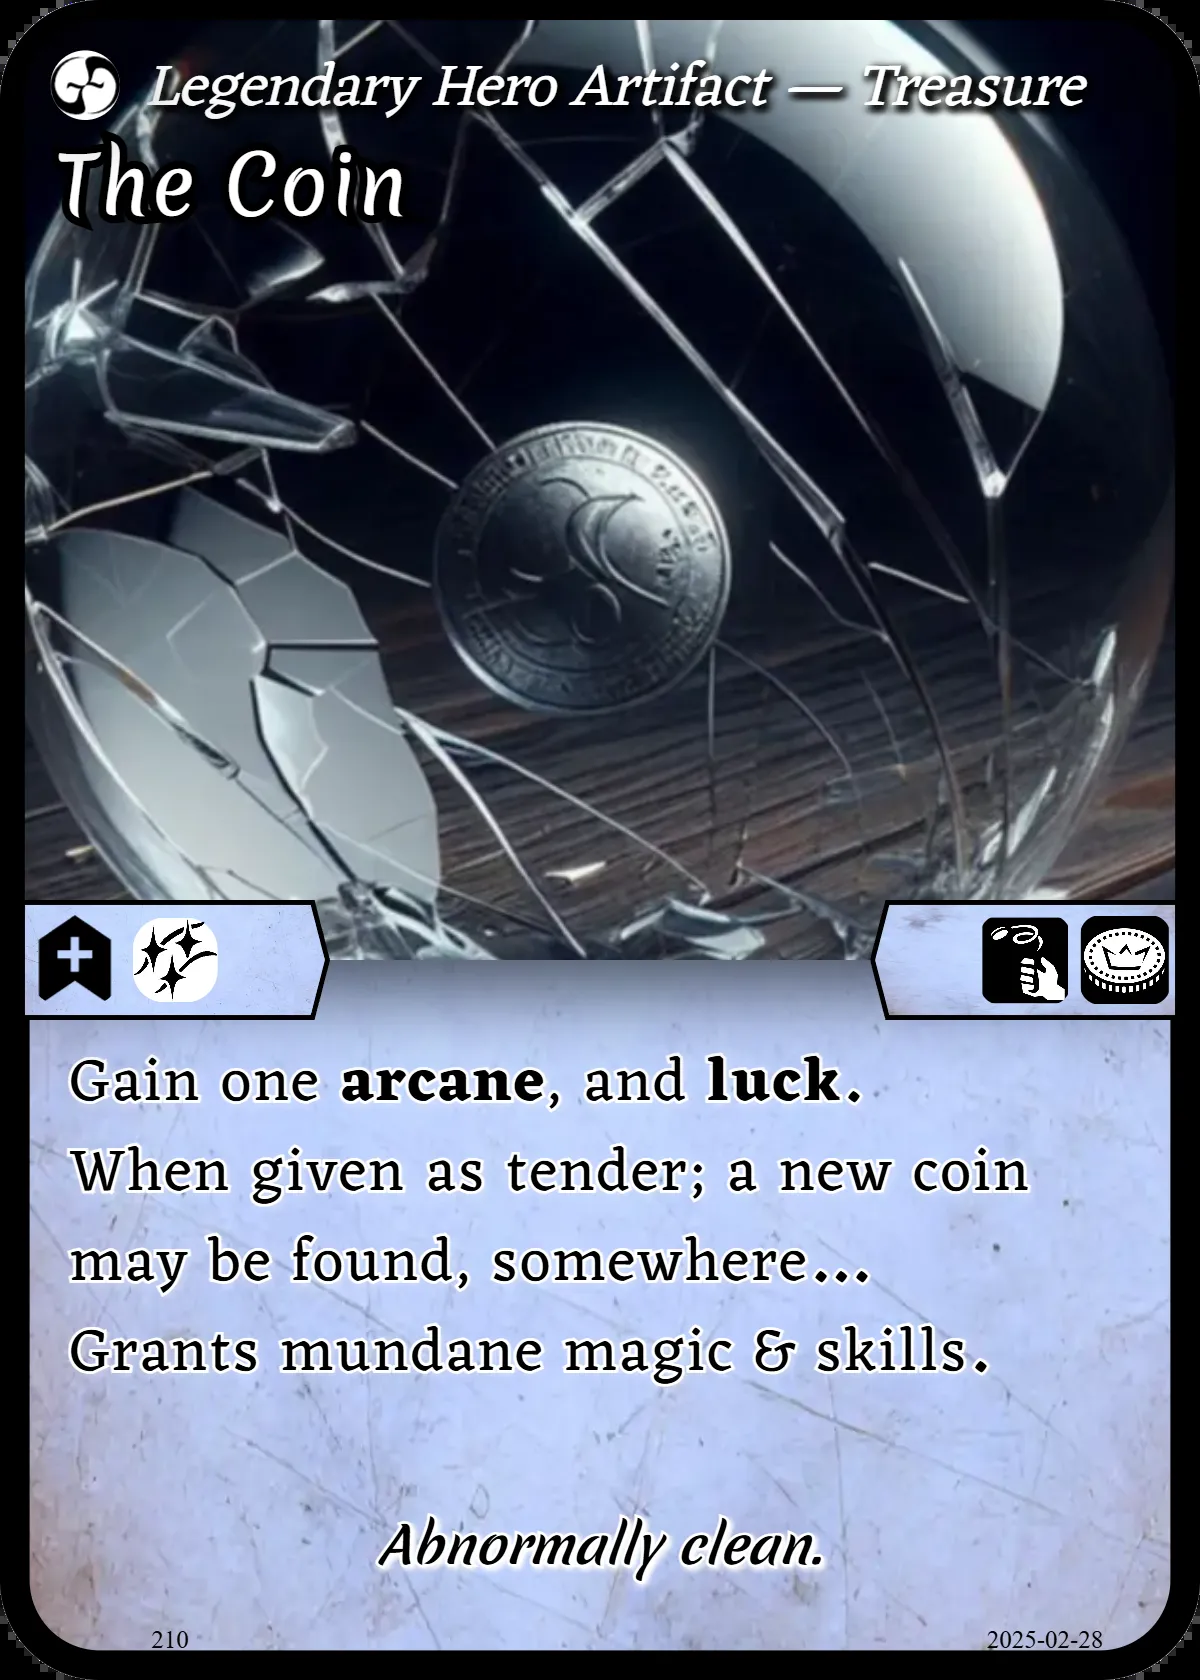 Legendary Hero Artifact — Treasure
The Coin
Gain one arcane, and luck.
When given as tender; a new coin
may be found, somewhere...
Grants mundane magic & skills.
Abnormally clean.
210
2025-02-28